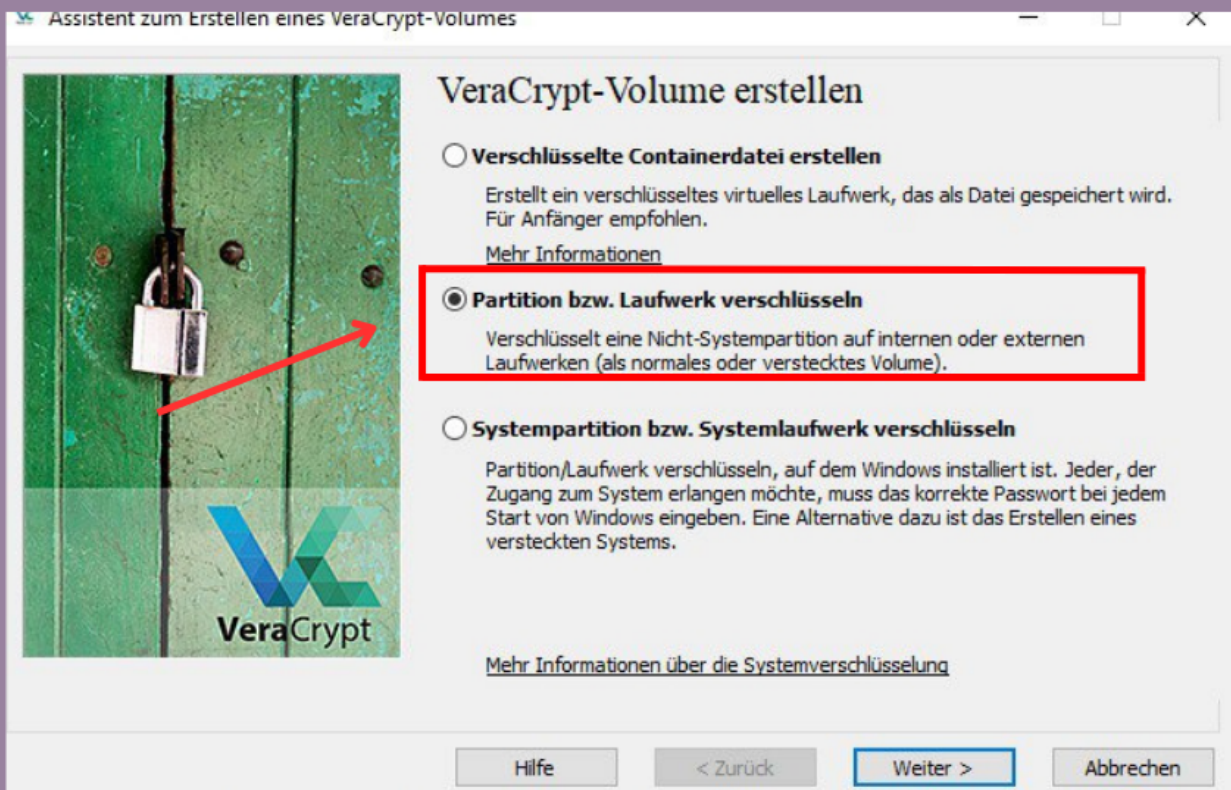 Assistent zum Erstellen eines VeraCrypt-Volumes
VeraCrypt-Volume erstellen
Verschlüsselte Containerdatei erstellen
Erstellt ein verschlüsseltes virtuelles Laufwerk, das als Datei gespeichert wird.
Für Anfänger empfohlen.
Mehr Informationen
Partition bzw. Laufwerk verschlüsseln
Verschlüsselt eine Nicht-Systempartition auf internen oder externen
Laufwerken (als normales oder verstecktes Volume).
Systempartition bzw. Systemlaufwerk verschlüsseln
Partition/Laufwerk verschlüsseln, auf dem Windows installiert ist. Jeder, der
Zugang zum System erlangen möchte, muss das korrekte Passwort bei jedem
Start von Windows eingeben. Eine Alternative dazu ist das Erstellen eines
versteckten Systems.
VeraCrypt
Mehr Informationen über die Systemverschlüsselung
Hilfe < Zurück Weiter > Abbrechen